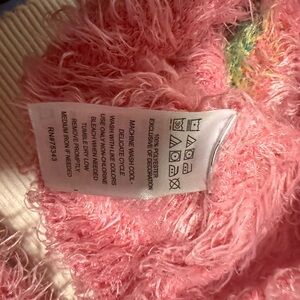 100% POLYESTER
EXCLUSIVE OF DECORATION
MACHINE WASH COOL-
DELICATE CYCLE
WASH WITH LIKE COLORS
USE ONLY NON-CHLORINE
BLEACH WHEN NEEDED
TUMBLE DRY LOW
REMOVE PROMPTLY
MEDIUM IRON IF NEEDED